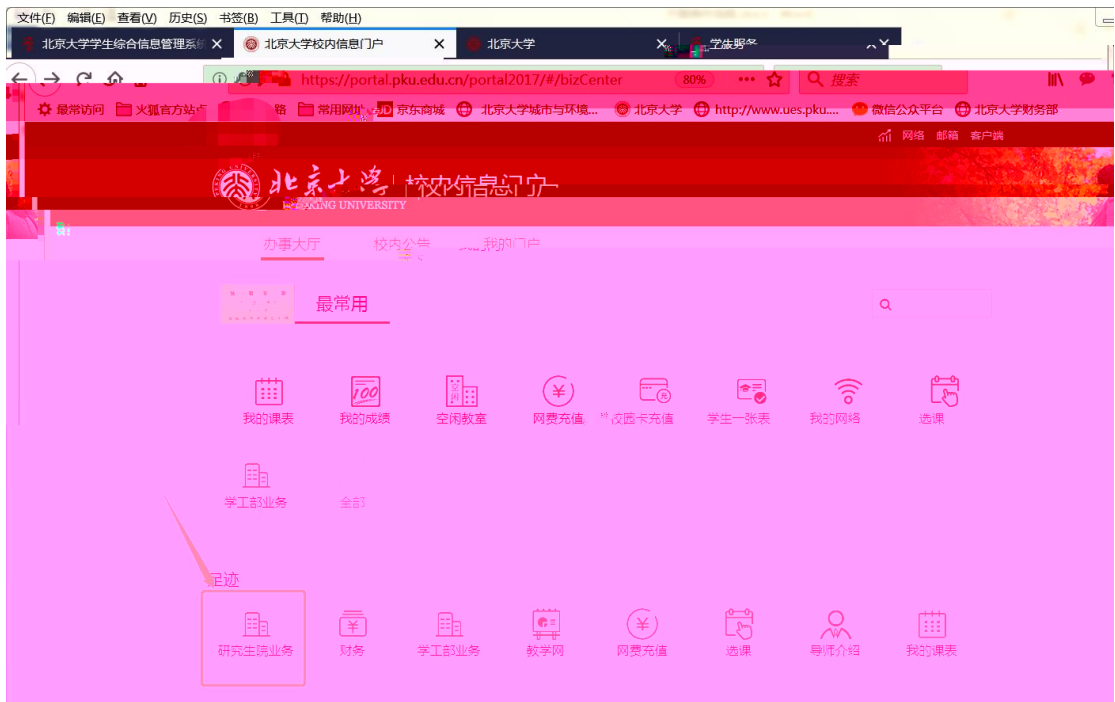 文件(F) 编辑(E) 查看(V) 历史(S) 书签(B) 工具(T) 帮助(H)
北京大学学生综合信息管理系统 × 北京大学校内信息门户 × 北京大学 × 学生服务 ×
https://portal.pku.edu.cn/portal2017/#/bizCenter 80% 搜索
最常访问 火狐官方站点 常用网址 JD 京东商城 北京大学城市与环境... 北京大学 http://www.ues.pku.... 微信公众平台 北京大学财务部
网络 邮箱 客户端
北京大学 校内信息门户
PEKING UNIVERSITY
办事大厅 校内公告 我的门户
最常用
我的课表 我的成绩 空闲教室 网费充值 校园卡充值 学生一张表 我的网络 选课
学工部业务 全部
足迹
研究生院业务 财务 学工部业务 教学网 网费充值 选课 导师介绍 我的课表